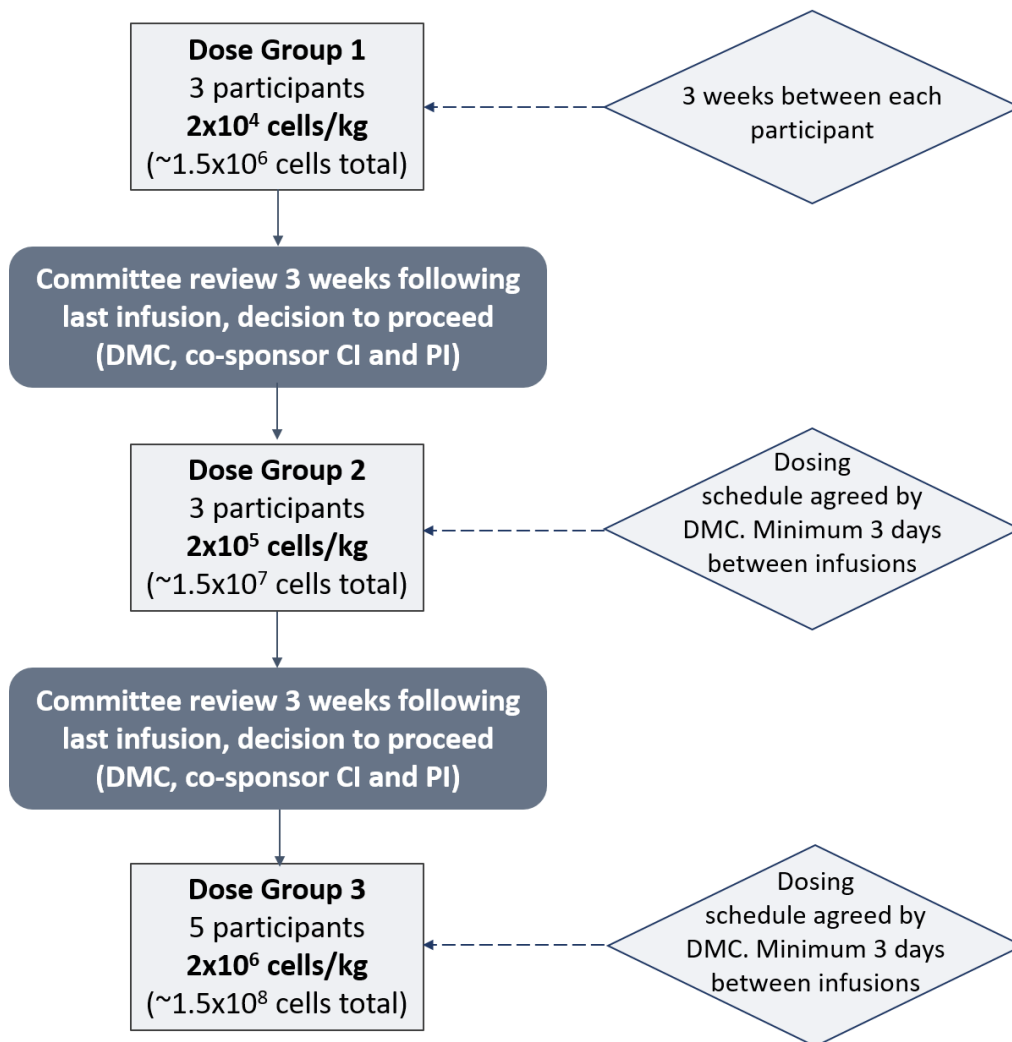 Dose Group 1
3 participants
2x10⁴ cells/kg
(~1.5x10⁶ cells total)
3 weeks between each
participant
Committee review 3 weeks following
last infusion, decision to proceed
(DMC, co-sponsor CI and PI)
Dose Group 2
3 participants
2x10⁵ cells/kg
(~1.5x10⁷ cells total)
Dosing
schedule agreed by
DMC. Minimum 3 days
between infusions
Committee review 3 weeks following
last infusion, decision to proceed
(DMC, co-sponsor CI and PI)
Dose Group 3
5 participants
2x10⁶ cells/kg
(~1.5x10⁸ cells total)
Dosing
schedule agreed by
DMC. Minimum 3 days
between infusions